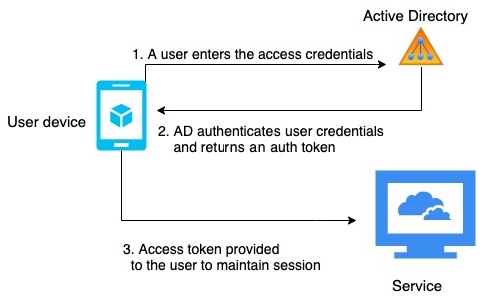 Active Directory
1. A user enters the access credentials
User device
2. AD authenticates user credentials
and returns an auth token
3. Access token provided
to the user to maintain session
Service